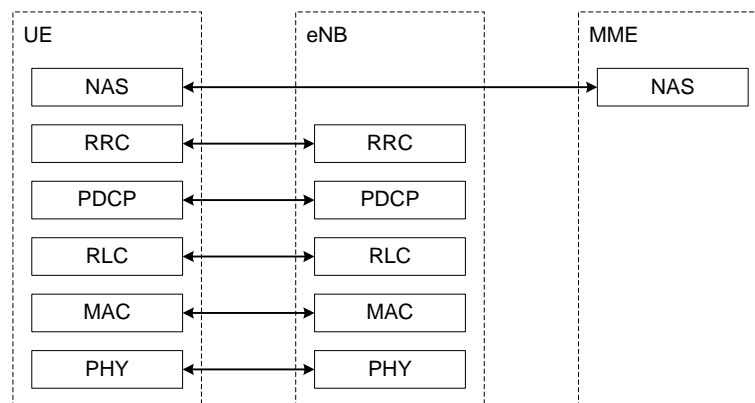 UE eNB MME
NAS NAS
RRC RRC
PDCP PDCP
RLC RLC
MAC MAC
PHY PHY